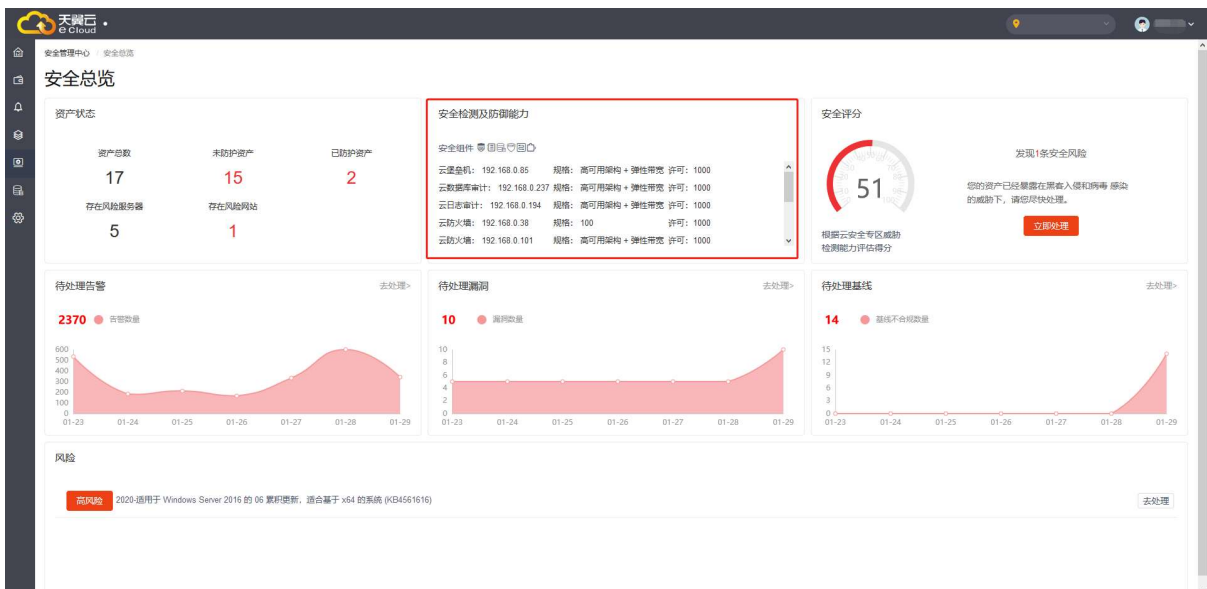 天翼云
e Cloud
安全管理中心 / 安全总览
安全总览
资产状态
资产总数 未防护资产 已防护资产
17 15 2
存在风险服务器 存在风险网站
5 1
安全检测及防御能力
安全组件
云堡垒机: 192.168.0.85 规格: 高可用架构 + 弹性带宽 许可: 1000
云数据库审计: 192.168.0.237 规格: 高可用架构 + 弹性带宽 许可: 1000
云日志审计: 192.168.0.194 规格: 高可用架构 + 弹性带宽 许可: 1000
云防火墙: 192.168.0.38 规格: 100 许可: 1000
云防火墙: 192.168.0.101 规格: 高可用架构 + 弹性带宽 许可: 1000
安全评分
51
根据云安全专区威胁
检测能力评估得分
发现1条安全风险
您的资产已经暴露在黑客入侵和病毒 感染
的威胁下，请您尽快处理。
立即处理
待处理告警 去处理>
2370 告警数量
600
500
400
300
200
100
0
01-23 01-24 01-25 01-26 01-27 01-28 01-29
待处理漏洞 去处理>
10 漏洞数量
10
8
6
4
2
0
01-23 01-24 01-25 01-26 01-27 01-28 01-29
待处理基线 去处理>
14 基线不合规数量
15
12
9
6
3
0
01-23 01-24 01-25 01-26 01-27 01-28 01-29
风险
高风险 2020-适用于 Windows Server 2016 的 06 累积更新，适合基于 x64 的系统 (KB4561616) 去处理